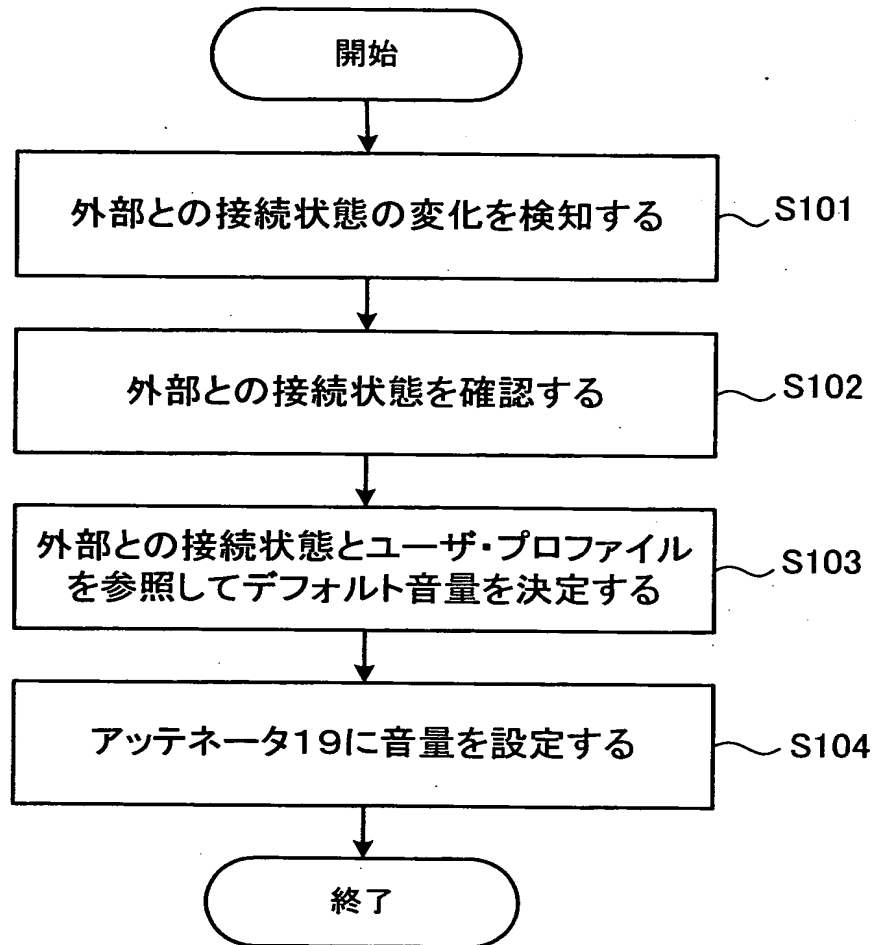 開始
外部との接続状態の変化を検知する
S101
外部との接続状態を確認する
S102
外部との接続状態とユーザ・プロファイル
を参照してデフォルト音量を決定する
S103
アッテネータ19に音量を設定する
S104
終了